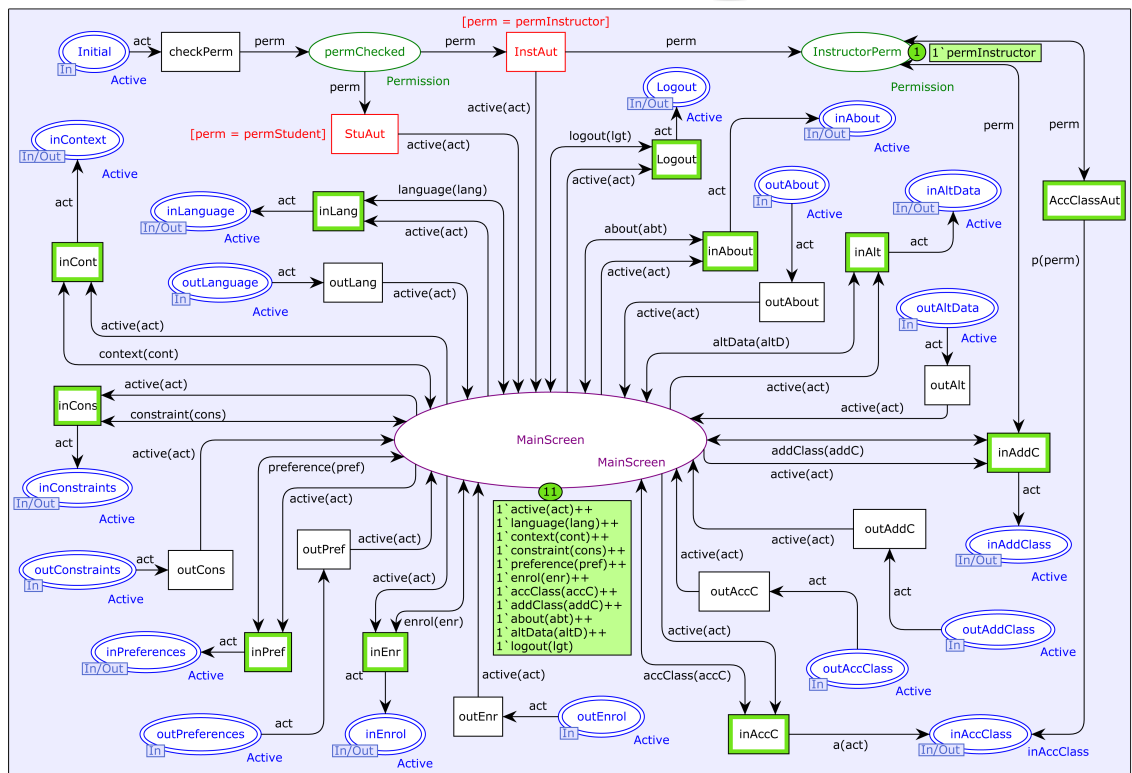 [perm = permInstructor]
Initial
In
Active
act
checkPerm
perm
permChecked
Permission
perm
InstAut
perm
InstructorPerm
1
1`permInstructor
Permission
perm
[perm = permStudent]
StuAut
active(act)
active(act)
Logout
In/Out
Active
act
logout(lgt)
active(act)
Logout
inAbout
In/Out
Active
act
perm
perm
inContext
In/Out
Active
act
inCont
active(act)
context(cont)
inLanguage
In/Out
Active
act
inLang
language(lang)
active(act)
outLanguage
In
Active
act
outLang
active(act)
about(abt)
active(act)
inAbout
outAbout
In
Active
act
outAbout
active(act)
inAltData
In/Out
Active
act
inAlt
altData(altD)
active(act)
AccClassAut
p(perm)
outAltData
In
Active
act
outAlt
active(act)
inCons
active(act)
constraint(cons)
act
inConstraints
In/Out
Active
active(act)
MainScreen
MainScreen
11
1`active(act)++
1`language(lang)++
1`context(cont)++
1`constraint(cons)++
1`preference(pref)++
1`enrol(enr)++
1`accClass(accC)++
1`addClass(addC)++
1`about(abt)++
1`altData(altD)++
1`logout(lgt)
addClass(addC)
active(act)
inAddC
act
inAddClass
In/Out
Active
preference(pref)
active(act)
outConstraints
In
Active
act
outCons
outPref
active(act)
outAddC
active(act)
act
outAddClass
In
Active
outAccC
active(act)
act
outAccClass
In
Active
inPreferences
In/Out
Active
act
inPref
active(act)
enrol(enr)
inEnr
act
inEnrol
In/Out
Active
outPreferences
In
Active
act
active(act)
outEnr
act
outEnrol
In
Active
active(act)
accClass(accC)
inAccC
a(act)
inAccClass
In/Out
inAccClass